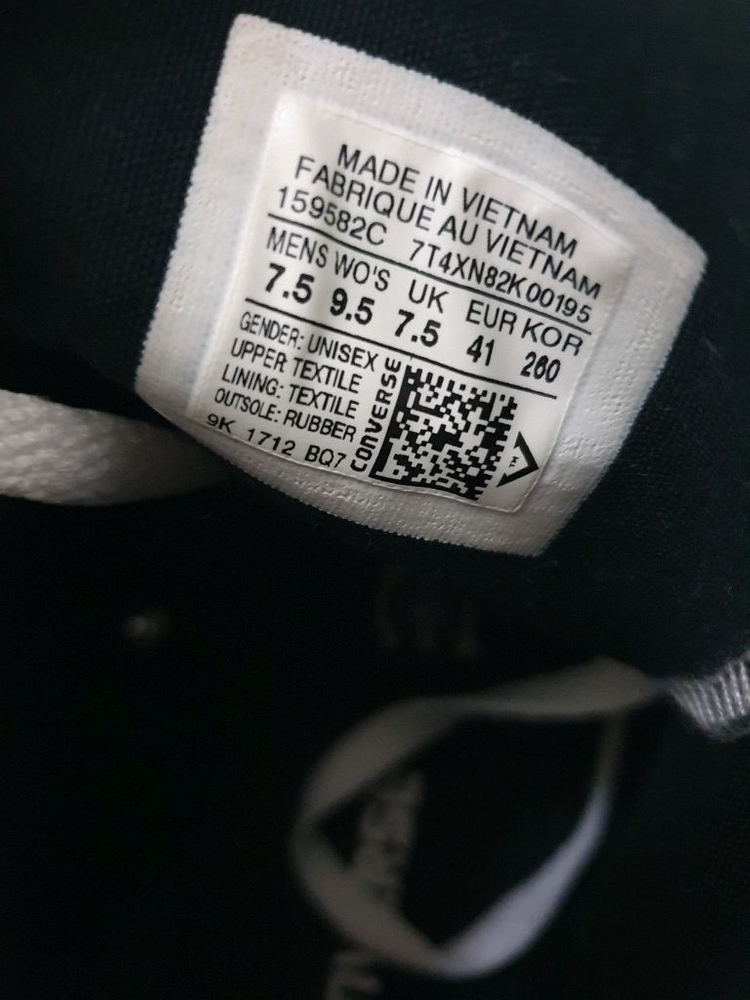 MADE IN VIETNAM
FABRIQUE AU VIETNAM
159582C 7T4XN82K00195
MENS WO'S UK EUR KOR
7.5 9.5 7.5 41 260
GENDER: UNISEX
UPPER: TEXTILE
LINING: TEXTILE
OUTSOLE: RUBBER
9K 1712 BQ7
CONVERSE